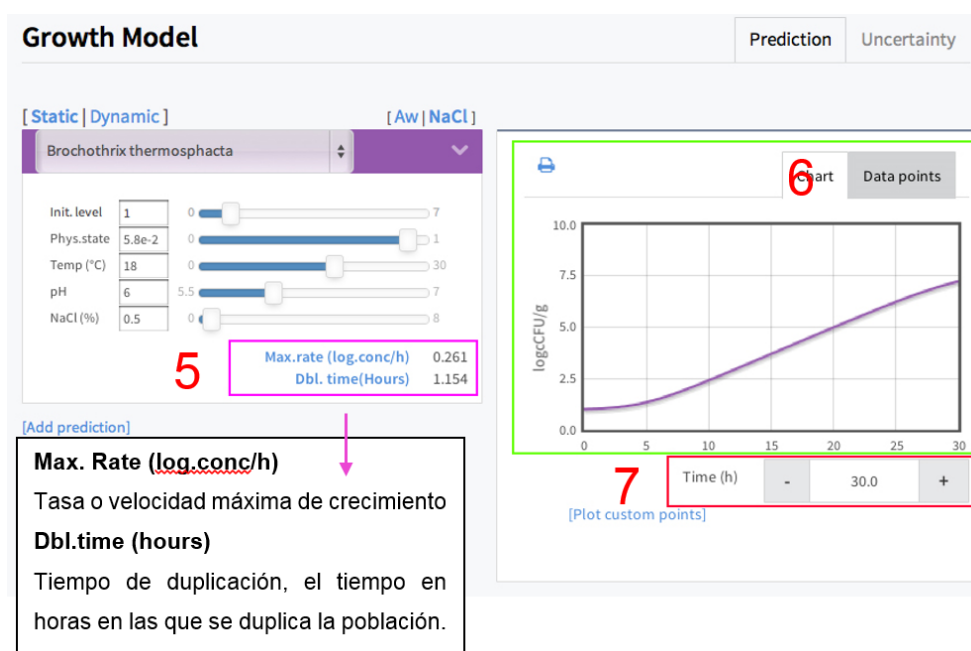 Growth Model
Prediction
Uncertainty
[ Static | Dynamic ]
[ Aw | NaCl ]
Brochothrix thermosphacta
Init. level 1 0 7
Phys.state 5.8e-2 0 1
Temp (°C) 18 0 30
pH 6 5.5 7
NaCl (%) 0.5 0 8
5
Max.rate (log.conc/h) 0.261
Dbl. time(Hours) 1.154
[Add prediction]
Max. Rate (log.conc/h)
Tasa o velocidad máxima de crecimiento
Dbl.time (hours)
Tiempo de duplicación, el tiempo en
horas en las que se duplica la población.
6
Chart
Data points
10.0
7.5
5.0
2.5
0.0
logcCFU/g
0 5 10 15 20 25 30
7
Time (h) - 30.0 +
[Plot custom points]